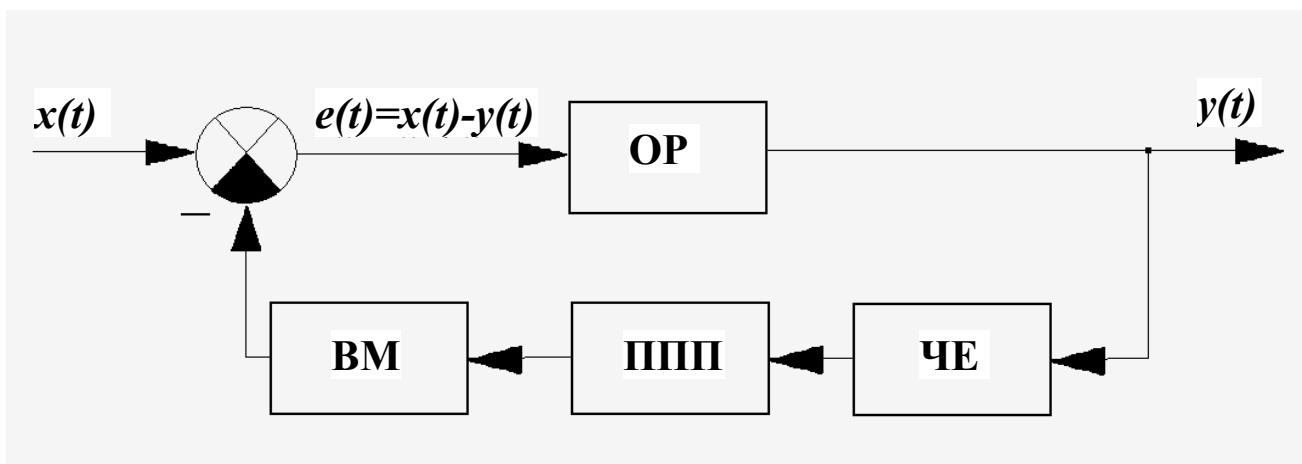 x(t)
e(t)=x(t)-y(t)
ОР
y(t)
–
ВМ
ППП
ЧЕ